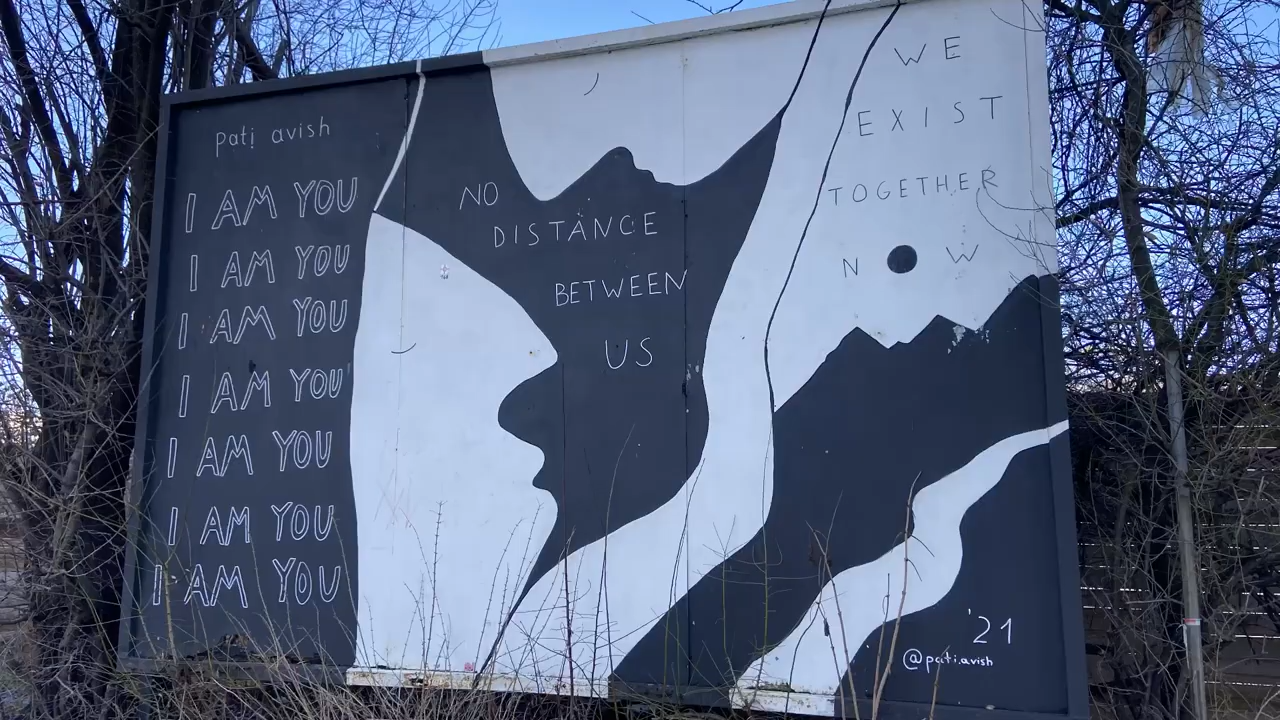 pati avish
I AM YOU
I AM YOU
I AM YOU
I AM YOU
I AM YOU
I AM YOU
I AM YOU
NO
DISTANCE
BETWEEN
US
WE
EXIST
TOGETHER
N●W
'21
@pati.avish